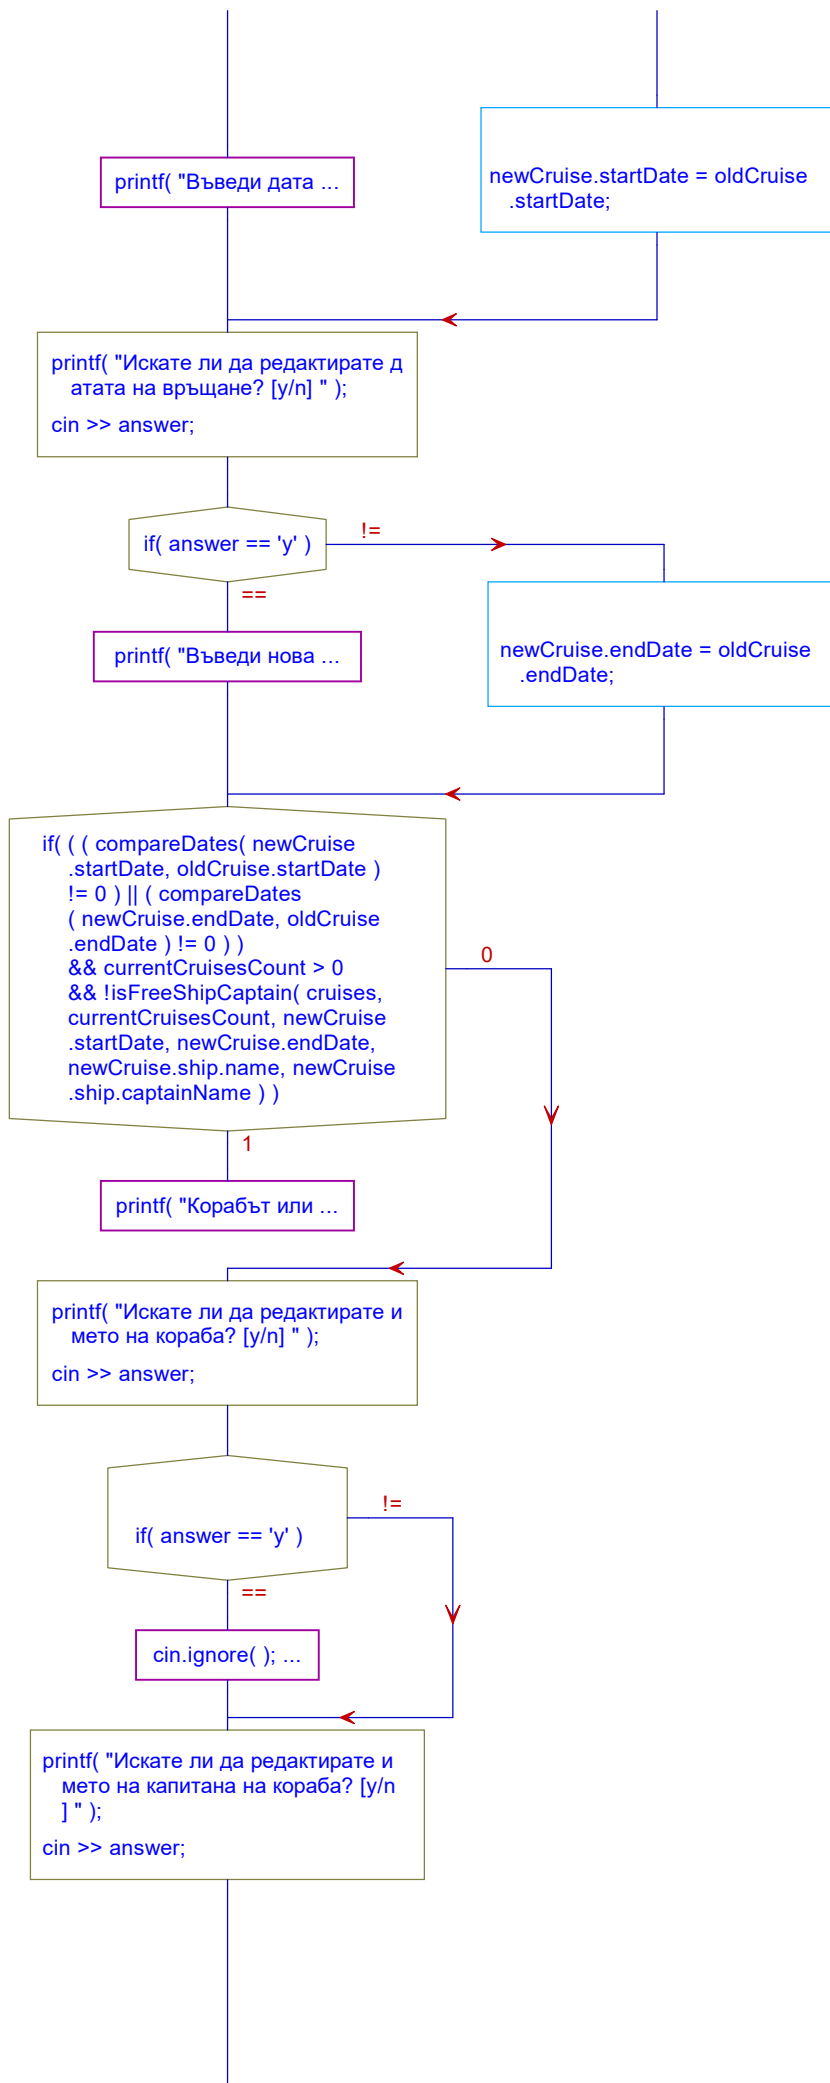 printf( "Въведи дата ...
newCruise.startDate = oldCruise
.startDate;
printf( "Искате ли да редактирате д
атата на връщане? [y/n] " );
cin >> answer;
if( answer == 'y' )
!=
==
printf( "Въведи нова ...
newCruise.endDate = oldCruise
.endDate;
if( ( ( compareDates( newCruise
.startDate, oldCruise.startDate )
!= 0 ) || ( compareDates
( newCruise.endDate, oldCruise
.endDate ) != 0 ) )
&& currentCruisesCount > 0
&& !isFreeShipCaptain( cruises,
currentCruisesCount, newCruise
.startDate, newCruise.endDate,
newCruise.ship.name, newCruise
.ship.captainName ) )
0
1
printf( "Корабът или ...
printf( "Искате ли да редактирате и
мето на кораба? [y/n] " );
cin >> answer;
if( answer == 'y' )
!=
==
cin.ignore( ); ...
printf( "Искате ли да редактирате и
мето на капитана на кораба? [y/n
] " );
cin >> answer;